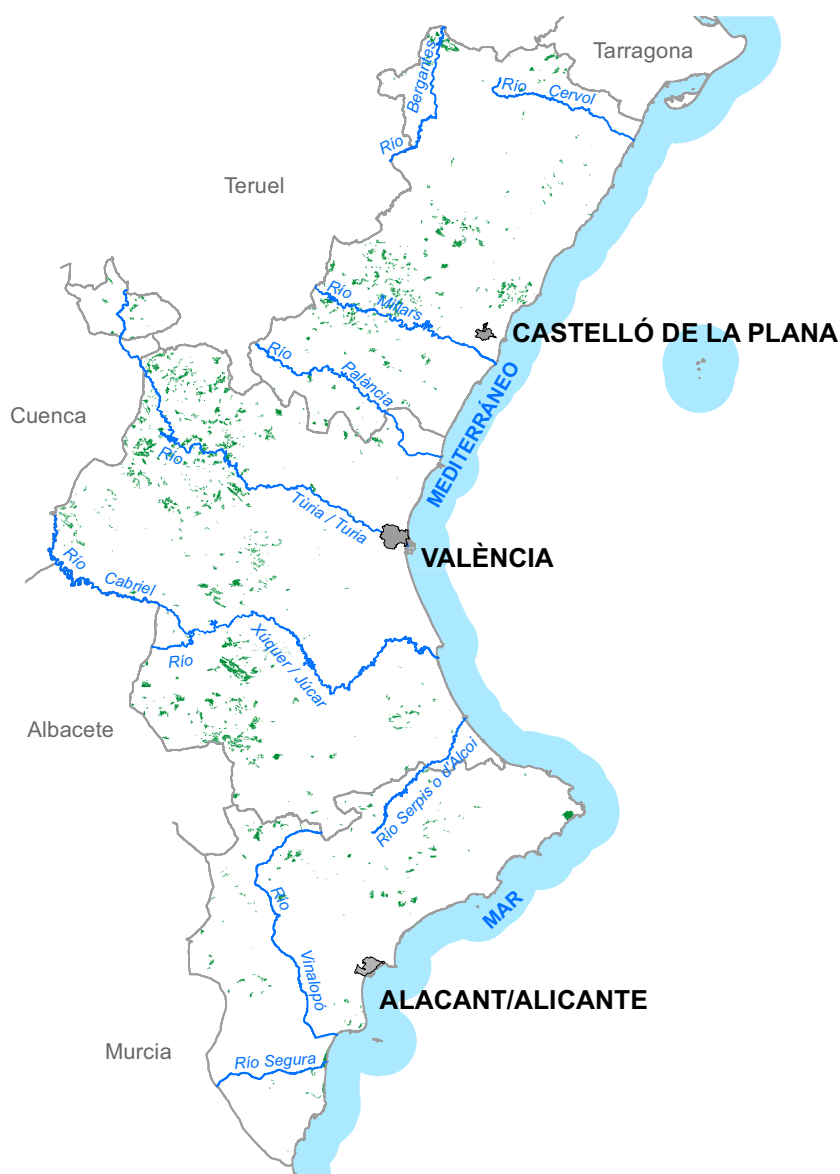 Tarragona
Río Bergantes
Río Cervol
Teruel
Río Millars
CASTELLÓ DE LA PLANA
Río Palància
MEDITERRÁNEO
Cuenca
Río Túria / Turia
VALÈNCIA
Río Cabriel
Río Xúquer / Júcar
Albacete
Río Serpis o d'Alcoi
Río Vinalopó
MAR
ALACANT/ALICANTE
Murcia
Río Segura